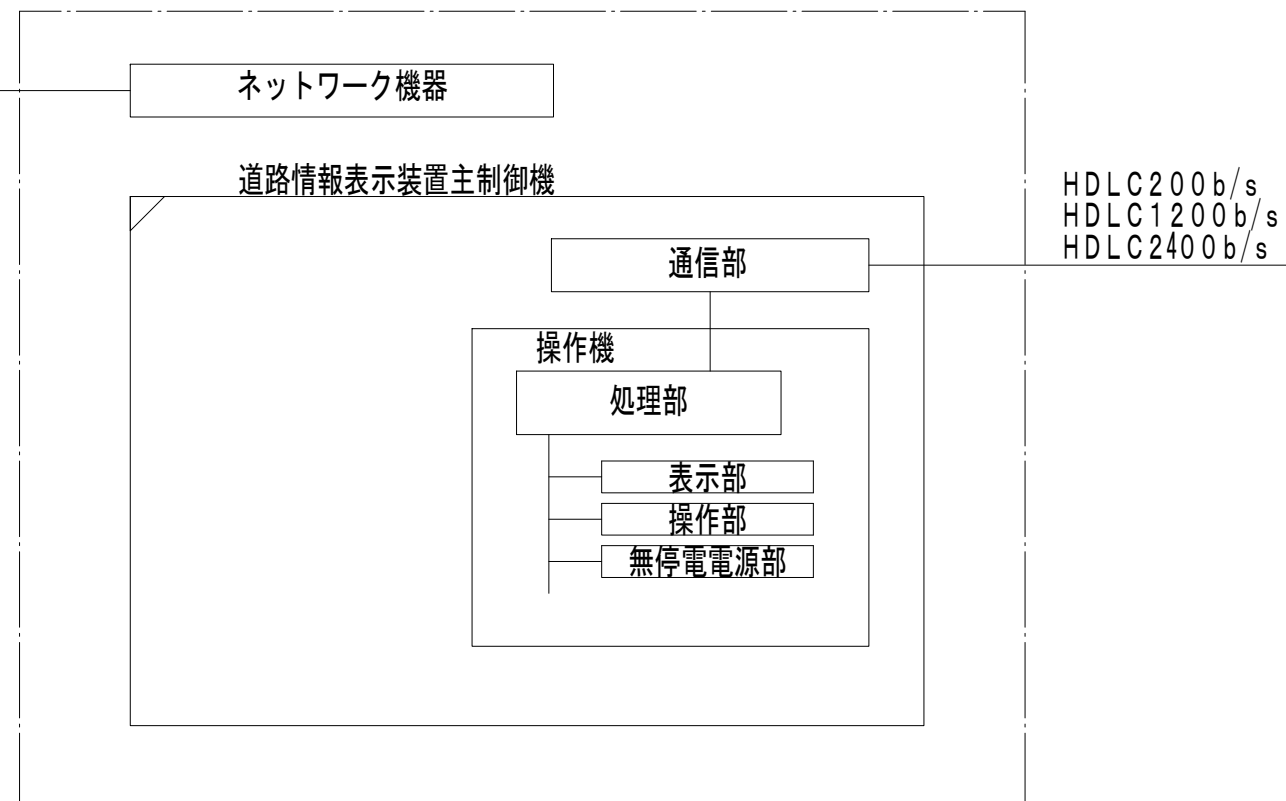 ネットワーク機器
道路情報表示装置主制御機
HDLC200b/s
HDLC1200b/s
HDLC2400b/s
通信部
操作機
処理部
表示部
操作部
無停電電源部